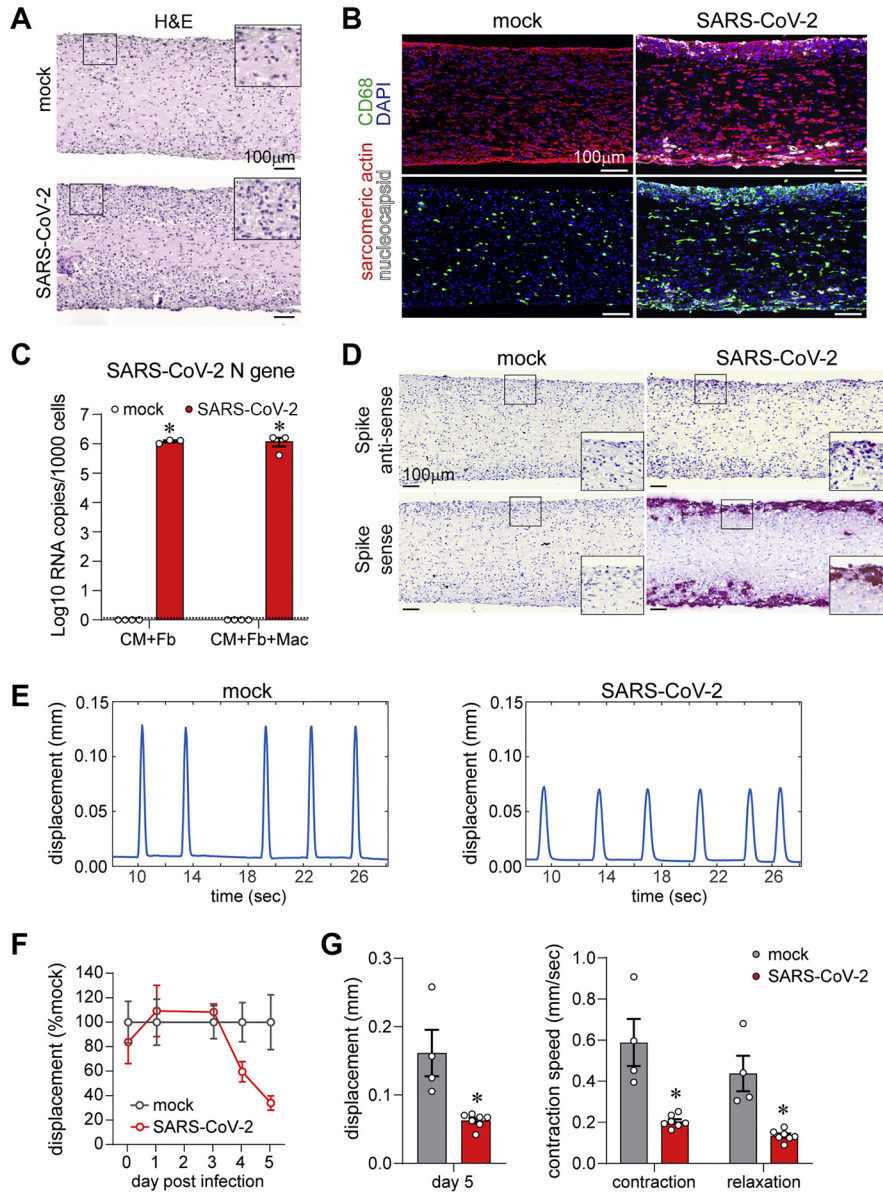 A
H&E
mock
100μm
SARS-CoV-2
B
mock
SARS-CoV-2
sarcomeric actin CD68
nucleocapsid DAPI
100μm
C
SARS-CoV-2 N gene
mock SARS-CoV-2
Log10 RNA copies/1000 cells
7
6
5
4
3
2
1
0
* *
CM+Fb CM+Fb+Mac
D
mock
SARS-CoV-2
Spike
anti-sense
100μm
Spike
sense
E
mock
displacement (mm)
0.15
0.10
0.05
0.00
10 14 18 22 26
time (sec)
SARS-CoV-2
displacement (mm)
0.15
0.10
0.05
0.00
10 14 18 22 26
time (sec)
F
displacement (%mock)
140
120
100
80
60
40
20
0
mock
SARS-CoV-2
0 1 2 3 4 5
day post infection
G
displacement (mm)
0.3
0.2
0.1
0.0
*
day 5
contraction speed (mm/sec)
1.0
0.8
0.6
0.4
0.2
0.0
mock
SARS-CoV-2
* *
contraction relaxation